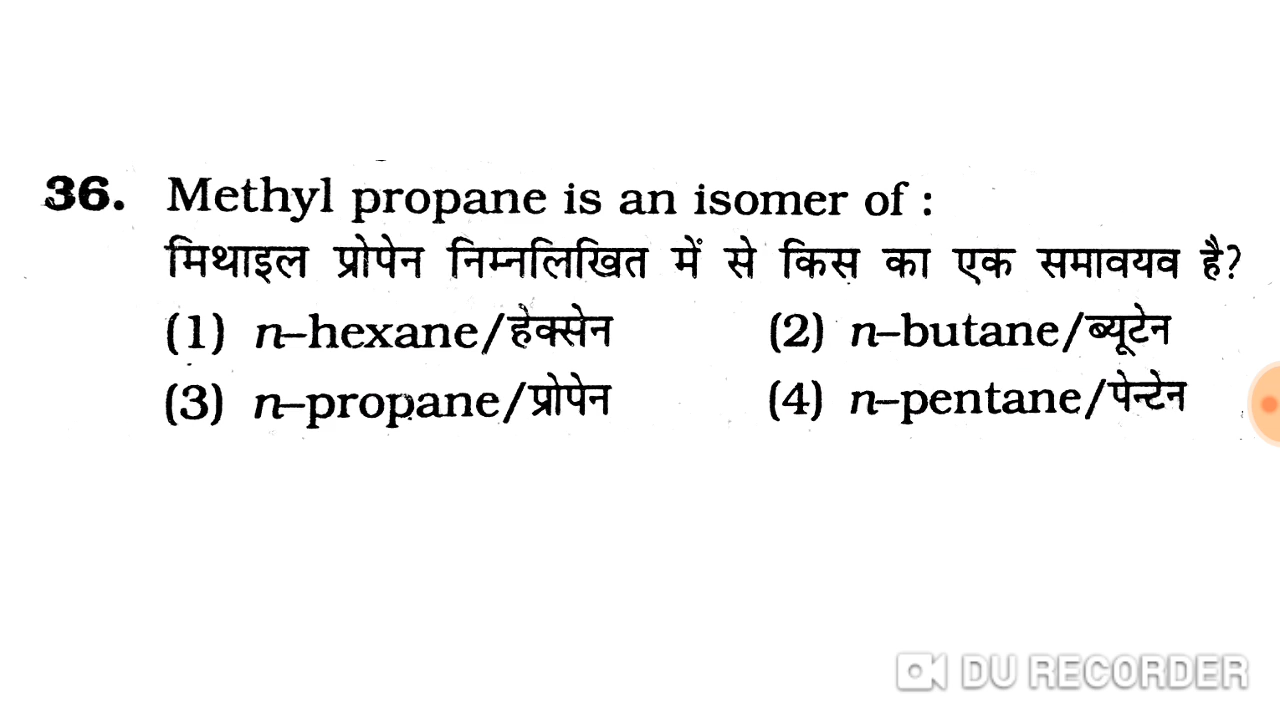 36. Methyl propane is an isomer of :
मिथाइल प्रोपेन निम्नलिखित में से किस का एक समावयव है?
(1) n–hexane/हेक्सेन (2) n–butane/ब्यूटेन
(3) n–propane/प्रोपेन (4) n–pentane/पेन्टेन
DU RECORDER